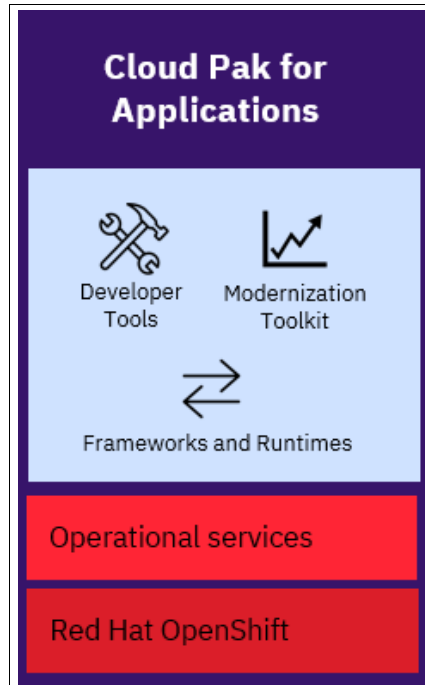 Cloud Pak for
Applications
Developer
Tools
Modernization
Toolkit
Frameworks and Runtimes
Operational services
Red Hat OpenShift